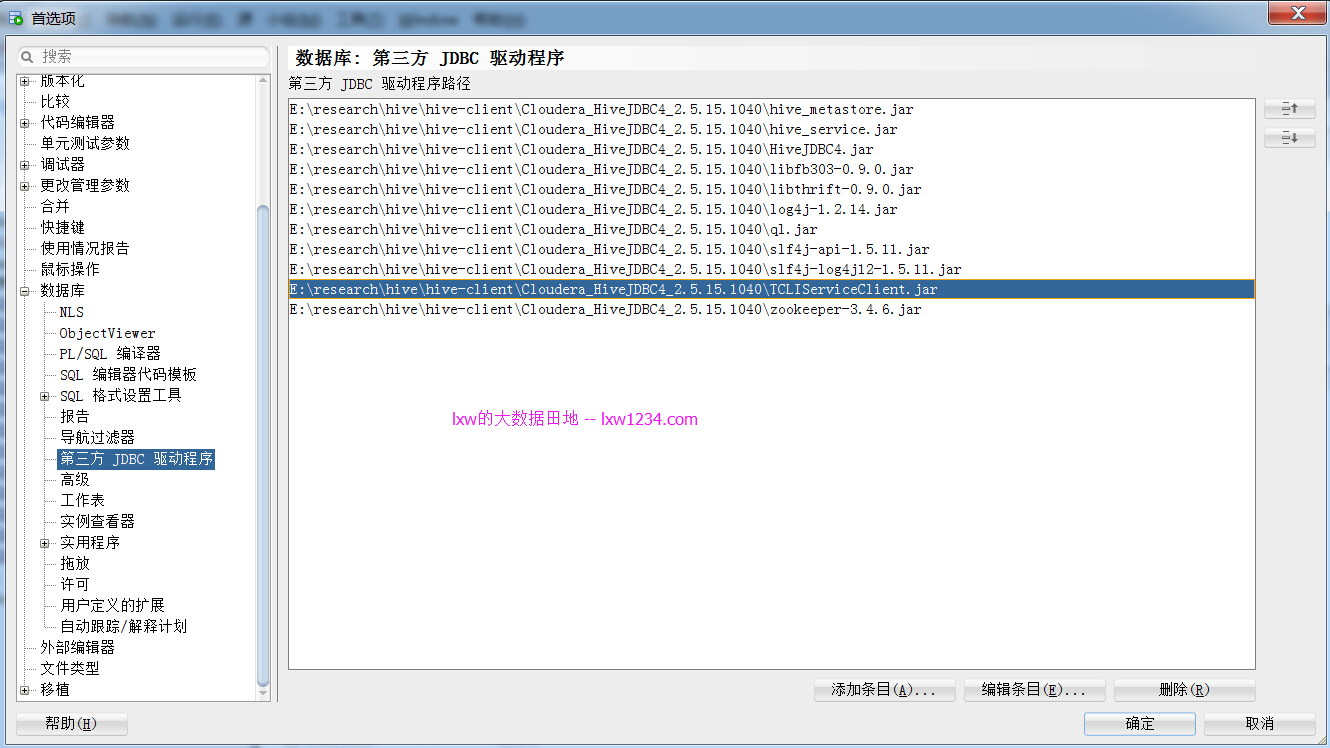 首选项
搜索
版本化
比较
代码编辑器
单元测试参数
调试器
更改管理参数
合并
快捷键
使用情况报告
鼠标操作
数据库
NLS
ObjectViewer
PL/SQL 编译器
SQL 编辑器代码模板
SQL 格式设置工具
报告
导航过滤器
第三方 JDBC 驱动程序
高级
工作表
实例查看器
实用程序
拖放
许可
用户定义的扩展
自动跟踪/解释计划
外部编辑器
文件类型
移植
数据库: 第三方 JDBC 驱动程序
第三方 JDBC 驱动程序路径
E:\research\hive\hive-client\Cloudera_HiveJDBC4_2.5.15.1040\hive_metastore.jar
E:\research\hive\hive-client\Cloudera_HiveJDBC4_2.5.15.1040\hive_service.jar
E:\research\hive\hive-client\Cloudera_HiveJDBC4_2.5.15.1040\HiveJDBC4.jar
E:\research\hive\hive-client\Cloudera_HiveJDBC4_2.5.15.1040\libfb303-0.9.0.jar
E:\research\hive\hive-client\Cloudera_HiveJDBC4_2.5.15.1040\libthrift-0.9.0.jar
E:\research\hive\hive-client\Cloudera_HiveJDBC4_2.5.15.1040\log4j-1.2.14.jar
E:\research\hive\hive-client\Cloudera_HiveJDBC4_2.5.15.1040\ql.jar
E:\research\hive\hive-client\Cloudera_HiveJDBC4_2.5.15.1040\slf4j-api-1.5.11.jar
E:\research\hive\hive-client\Cloudera_HiveJDBC4_2.5.15.1040\slf4j-log4j12-1.5.11.jar
E:\research\hive\hive-client\Cloudera_HiveJDBC4_2.5.15.1040\TCLIServiceClient.jar
E:\research\hive\hive-client\Cloudera_HiveJDBC4_2.5.15.1040\zookeeper-3.4.6.jar
lxw的大数据田地 -- lxw1234.com
添加条目(A)... 编辑条目(E)... 删除(R)
帮助(H) 确定 取消